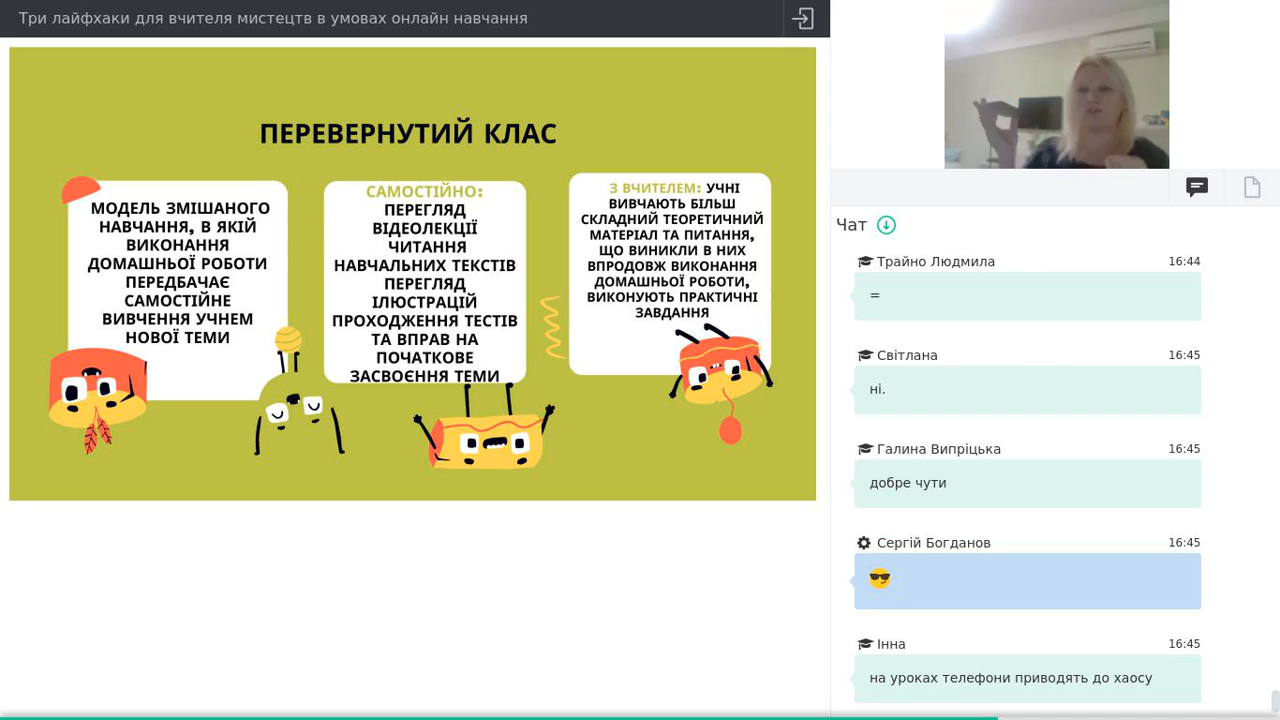 Три лайфхаки для вчителя мистецтв в умовах онлайн навчання
ПЕРЕВЕРНУТИЙ КЛАС
МОДЕЛЬ ЗМІШАНОГО
НАВЧАННЯ, В ЯКІЙ
ВИКОНАННЯ
ДОМАШНЬОЇ РОБОТИ
ПЕРЕДБАЧАЄ
САМОСТІЙНЕ
ВИВЧЕННЯ УЧНЕМ
НОВОЇ ТЕМИ
САМОСТІЙНО:
ПЕРЕГЛЯД
ВІДЕОЛЕКЦІЇ
ЧИТАННЯ
НАВЧАЛЬНИХ ТЕКСТІВ
ПЕРЕГЛЯД
ІЛЮСТРАЦІЙ
ПРОХОДЖЕННЯ ТЕСТІВ
ТА ВПРАВ НА
ПОЧАТКОВЕ
ЗАСВОЄННЯ ТЕМИ
З ВЧИТЕЛЕМ: УЧНІ
ВИВЧАЮТЬ БІЛЬШ
СКЛАДНИЙ ТЕОРЕТИЧНИЙ
МАТЕРІАЛ ТА ПИТАННЯ,
ЩО ВИНИКЛИ В НИХ
ВПРОДОВЖ ВИКОНАННЯ
ДОМАШНЬОЇ РОБОТИ,
ВИКОНУЮТЬ ПРАКТИЧНІ
ЗАВДАННЯ
Чат
Трайно Людмила 16:44
=
Світлана 16:45
ні.
Галина Випріцька 16:45
добре чути
Сергій Богданов 16:45
😎
Інна 16:45
на уроках телефони приводять до хаосу